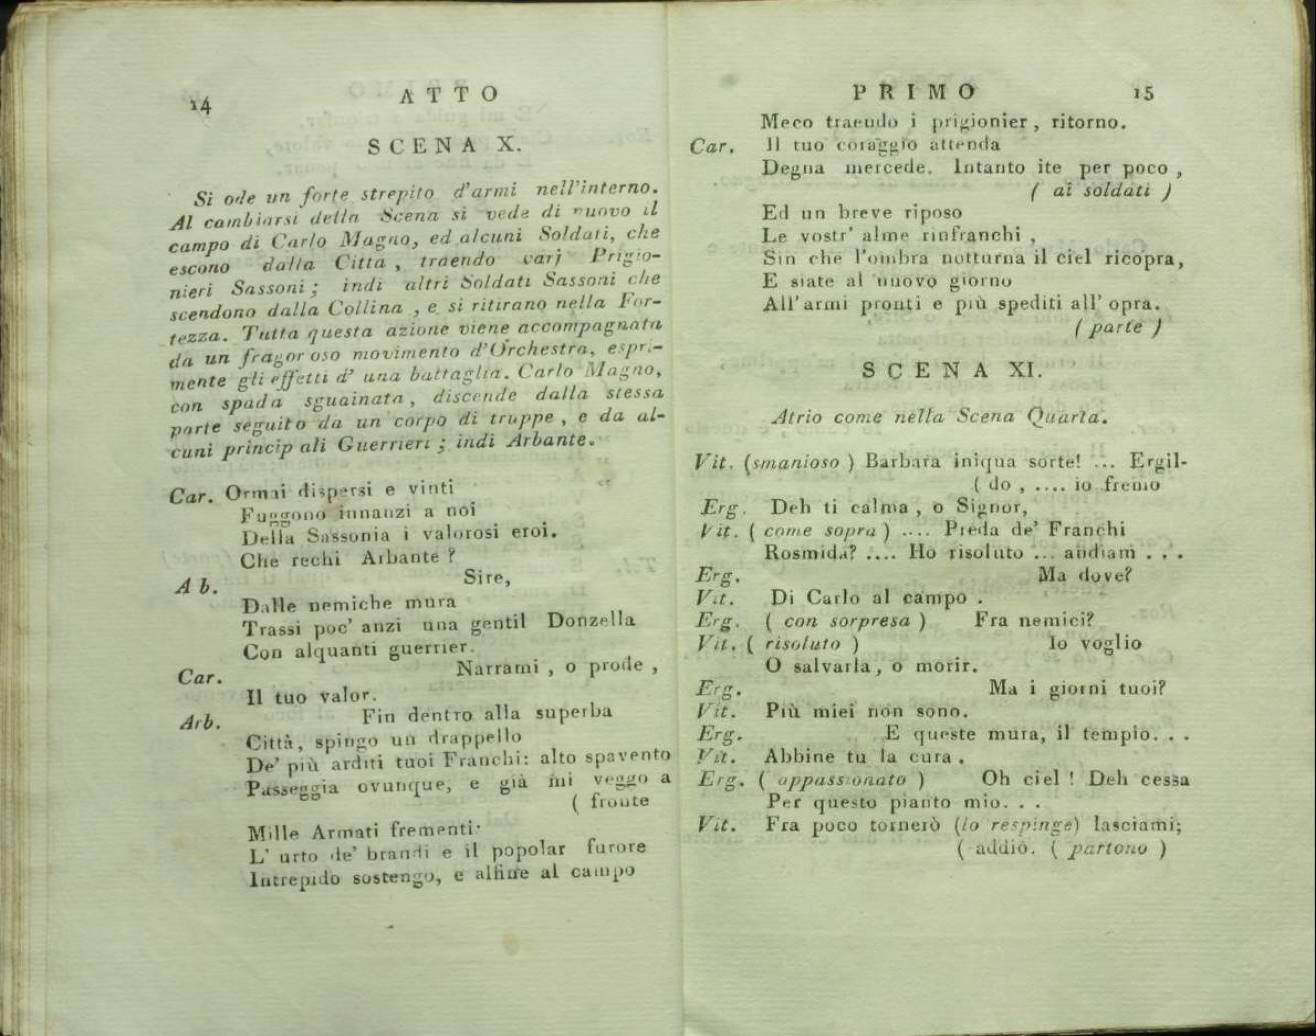 14
ATTO
SCENA X.
Si ode un forte strepito d'armi nell'interno.
Al cambiarsi della Scena si vede di nuovo il
campo di Carlo Magno, ed alcuni Soldati, che
escono dalla Città, traendo varj Prigio-
nieri Sassoni; indi altri Soldati Sassoni che
scendono dalla Collina, e si ritirano nella For-
tezza. Tutta questa azione viene accompagnata
da un fragoroso movimento d'Orchestra, espri-
mente gli effetti d' una battaglia. Carlo Magno,
con spada sguainata, discende dalla stessa
parte seguito da un corpo di truppe, e da al-
cuni princip ali Guerrieri; indi Arbante.
Car. Ormai dispersi e vinti
Fuggono innanzi a noi
Della Sassonia i valorosi eroi.
Che rechi Arbante?
A b. Sire,
Dalle nemiche mura
Trassi poc' anzi una gentil Donzella
Con alquanti guerrier.
Car. Narrami, o prode,
Il tuo valor.
Arb. Fin dentro alla superba
Città, spingo un drappello
De' più arditi tuoi Franchi: alto spavento
Passeggia ovunque, e già mi veggo a
( fronte
Mille Armati frementi·
L' urto de' brandi e il popolar furore
Intrepido sostengo, e alfine al campo
PRIMO
15
Meco traendo i prigionier, ritorno.
Car. Il tuo coraggio attenda
Degna mercede. Intanto ite per poco,
( ai soldati )
Ed un breve riposo
Le vostr' alme rinfranchi,
Sin che l'ombra notturna il ciel ricopra,
E siate al nuovo giorno
All'armi pronti e più spediti all' opra.
( parte )
SCENA XI.
Atrio come nella Scena Quarta.
Vit. (smanioso ) Barbara iniqua sorte! ... Ergil-
( do, .... io fremo
Erg. Deh ti calma, o Signor,
Vit. ( come sopra ) .... Preda de' Franchi
Rosmida? .... Ho risoluto ... andiam ...
Erg. Ma dove?
Vit. Di Carlo al campo.
Erg. ( con sorpresa ) Fra nemici?
Vit. ( risoluto ) Io voglio
O salvarla, o morir.
Erg. Ma i giorni tuoi?
Vit. Più miei non sono.
Erg. E queste mura, il tempio...
Vit. Abbine tu la cura.
Erg. ( appassionato ) Oh ciel! Deh cessa
Per questo pianto mio...
Vit. Fra poco tornerò (lo respinge) lasciami;
( addio. ( partono )